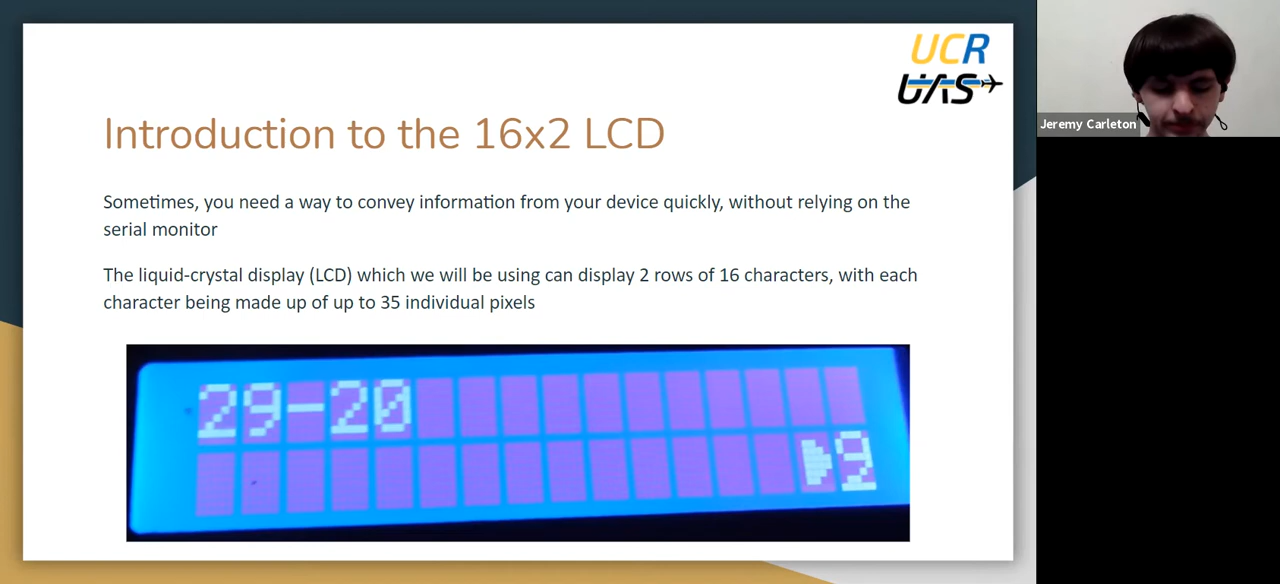 UCR
UAS
Introduction to the 16x2 LCD
Sometimes, you need a way to convey information from your device quickly, without relying on the
serial monitor
The liquid-crystal display (LCD) which we will be using can display 2 rows of 16 characters, with each
character being made up of up to 35 individual pixels
29-20
9
Jeremy Carleton